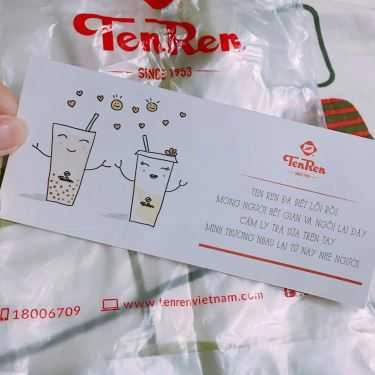 TenRen
SINCE 1953
TenRen
TEN REN ĐÃ BIẾT LỖI RỒI
MONG NGƯỜI HẾT GIẬN VÀ NGỒI LẠI ĐÂY
CẦM LY TRÀ SỮA TRÊN TAY
MÌNH THƯƠNG NHAU LẠI TỪ NAY NHÉ NGƯỜI
18006709
www.tenrenvietnam.com